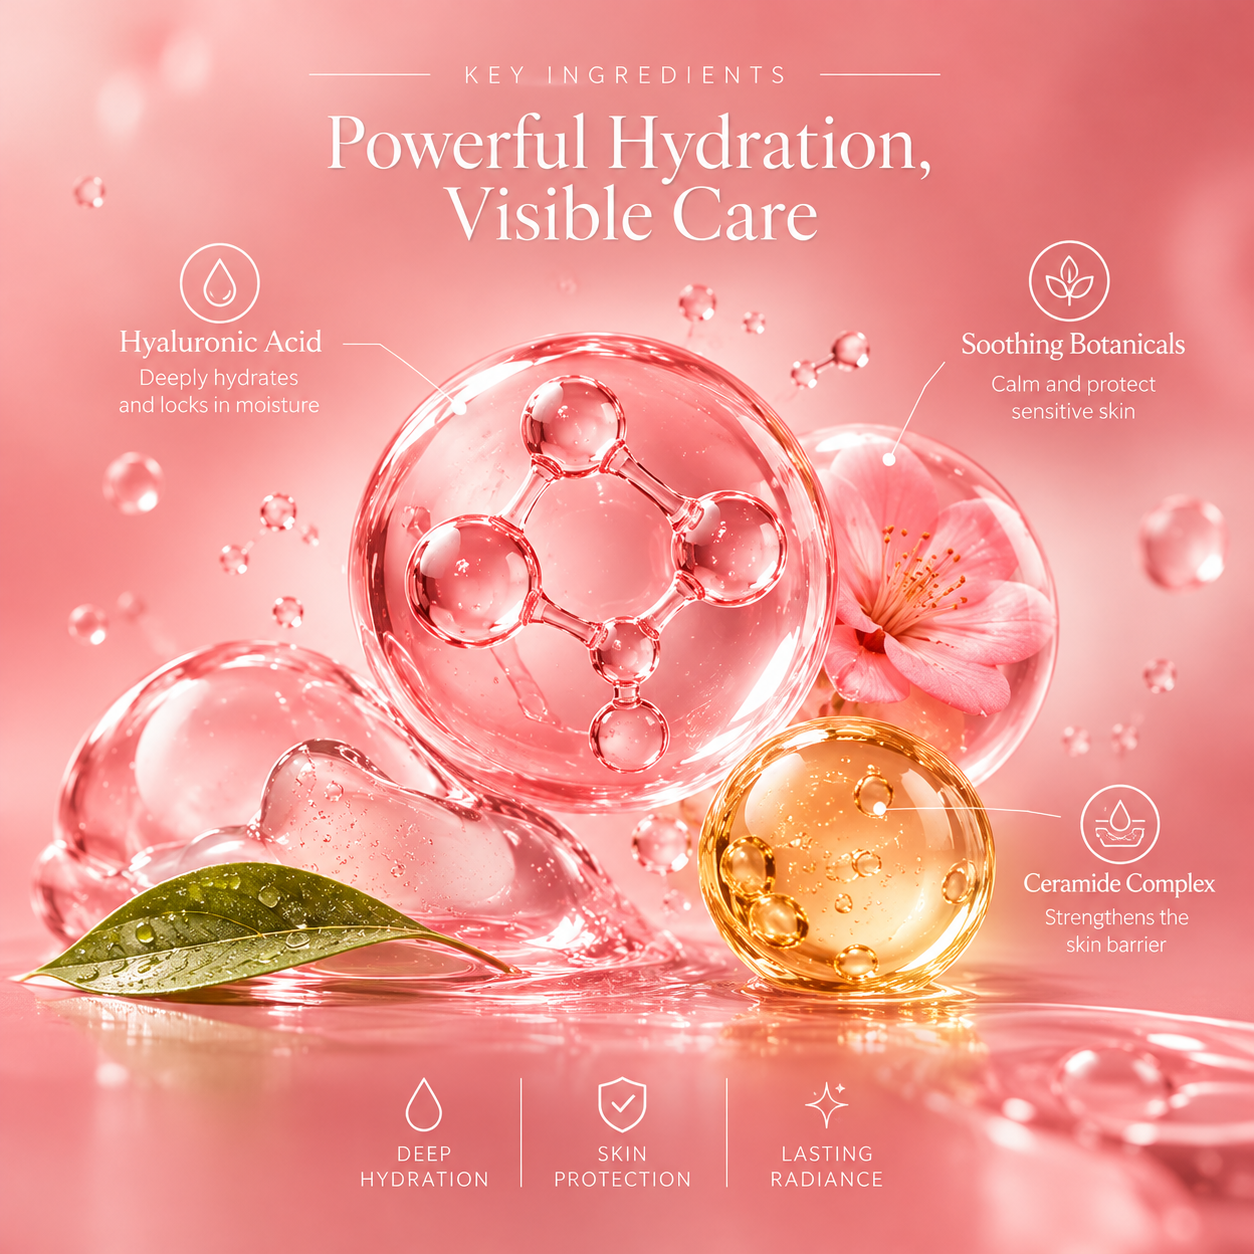 KEY INGREDIENTS
Powerful Hydration,
Visible Care
Hyaluronic Acid
Deeply hydrates
and locks in moisture
Soothing Botanicals
Calm and protect
sensitive skin
Ceramide Complex
Strengthens the
skin barrier
DEEP
HYDRATION
SKIN
PROTECTION
LASTING
RADIANCE